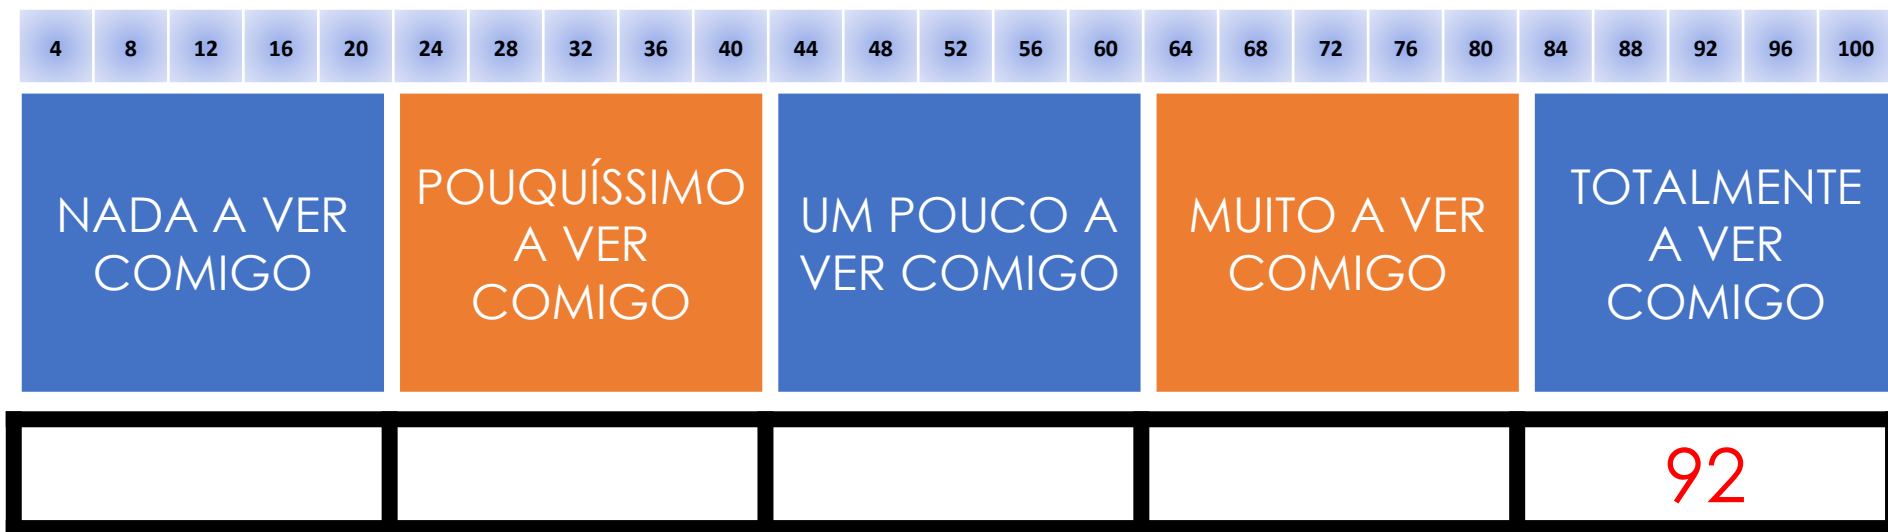 4 8 12 16 20 24 28 32 36 40 44 48 52 56 60 64 68 72 76 80 84 88 92 96 100
NADA A VER
COMIGO
POUQUÍSSIMO
A VER
COMIGO
UM POUCO A
VER COMIGO
MUITO A VER
COMIGO
TOTALMENTE
A VER
COMIGO
92